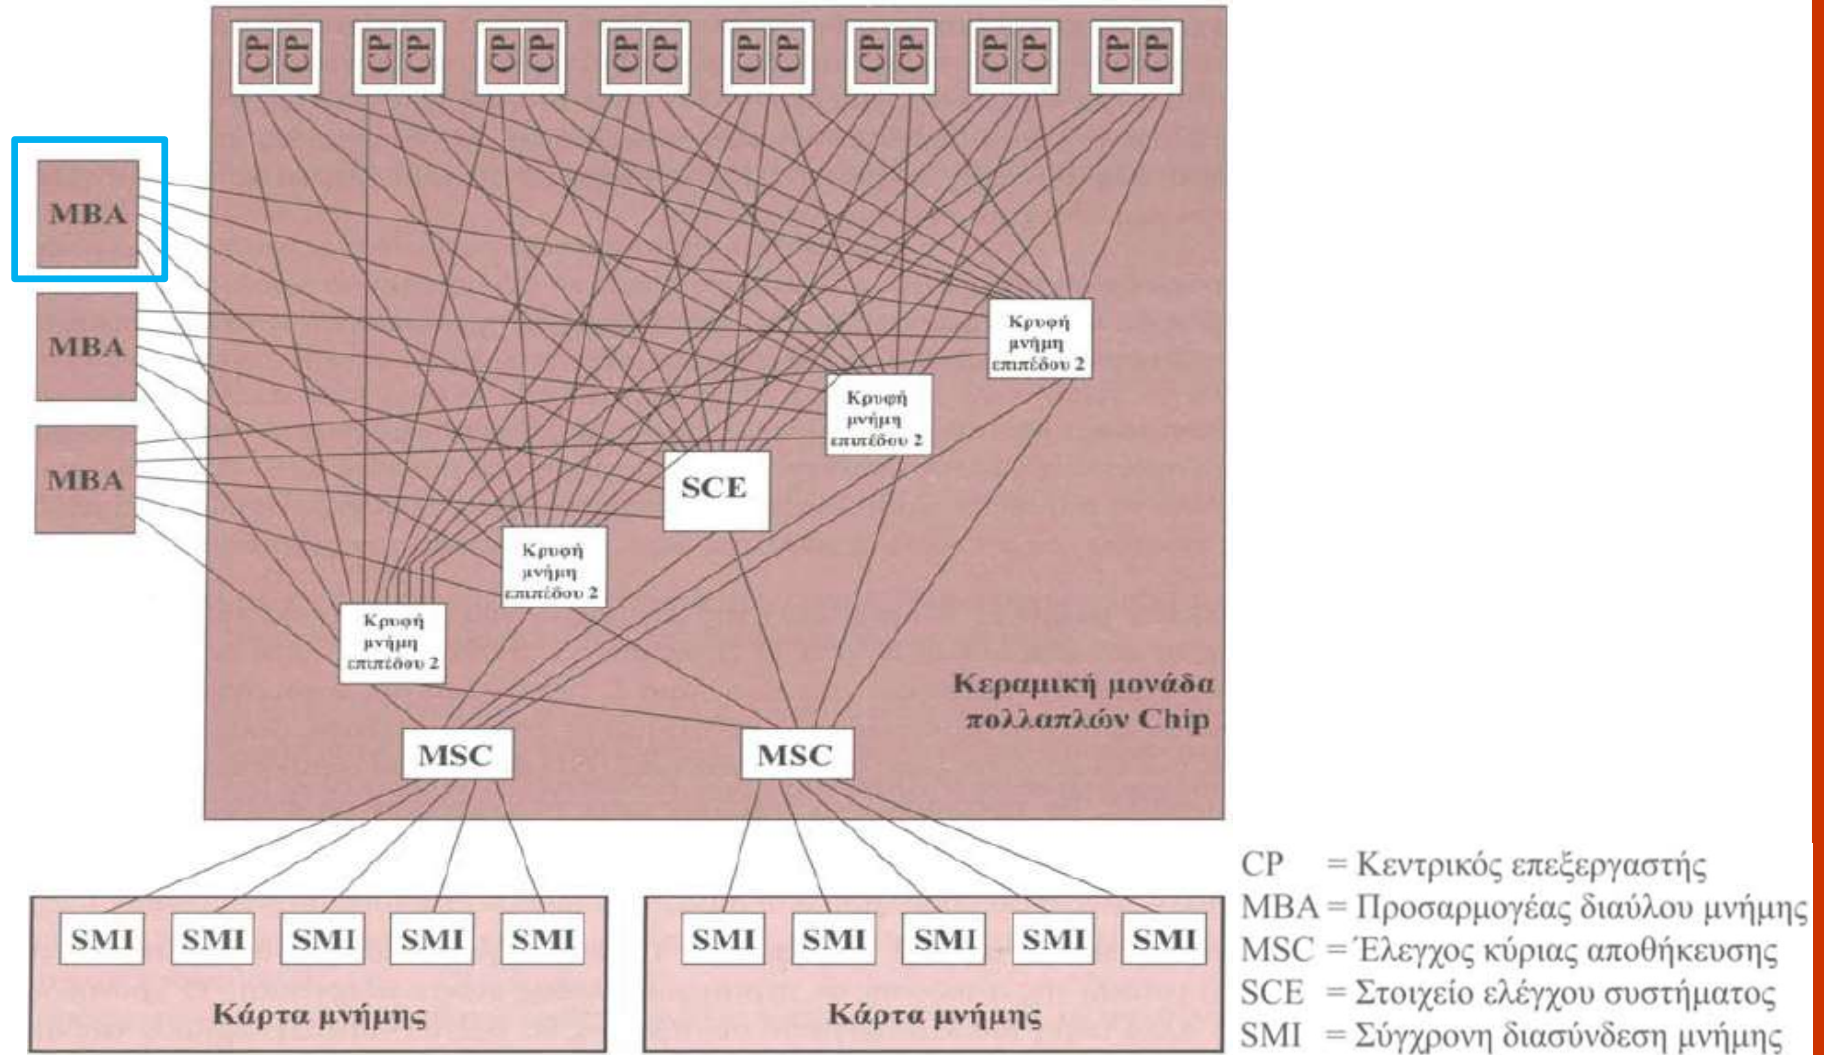 CP CP CP CP CP CP CP CP CP CP CP CP CP CP CP CP
MBA
MBA
MBA
Κρυφή
μνήμη
επιπέδου 2
Κρυφή
μνήμη
επιπέδου 2
SCE
Κρυφή
μνήμη
επιπέδου 2
Κρυφή
μνήμη
επιπέδου 2
Κεραμική μονάδα
πολλαπλών Chip
MSC MSC
SMI SMI SMI SMI SMI SMI SMI SMI SMI SMI
Κάρτα μνήμης Κάρτα μνήμης
CP = Κεντρικός επεξεργαστής
MBA = Προσαρμογέας διαύλου μνήμης
MSC = Έλεγχος κύριας αποθήκευσης
SCE = Στοιχείο ελέγχου συστήματος
SMI = Σύγχρονη διασύνδεση μνήμης